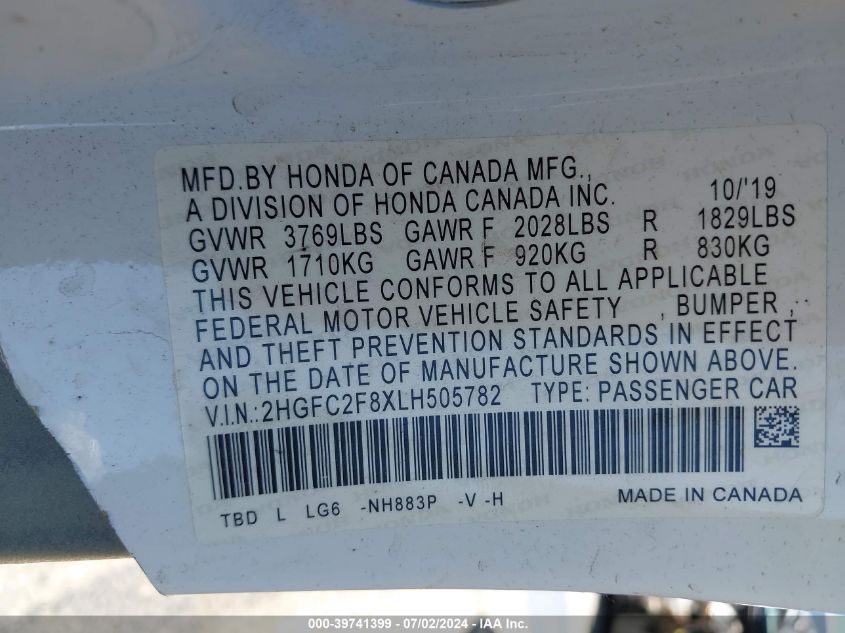 MFD.BY HONDA OF CANADA MFG.,
A DIVISION OF HONDA CANADA INC. 10/'19
GVWR 3769LBS GAWR F 2028LBS R 1829LBS
GVWR 1710KG GAWR F 920KG R 830KG
THIS VEHICLE CONFORMS TO ALL APPLICABLE
FEDERAL MOTOR VEHICLE SAFETY , BUMPER ,
AND THEFT PREVENTION STANDARDS IN EFFECT
ON THE DATE OF MANUFACTURE SHOWN ABOVE.
V.I.N.:2HGFC2F8XLH505782 TYPE: PASSENGER CAR
TBD L LG6 -NH883P -V -H MADE IN CANADA
000-39741399 - 07/02/2024 - IAA Inc.